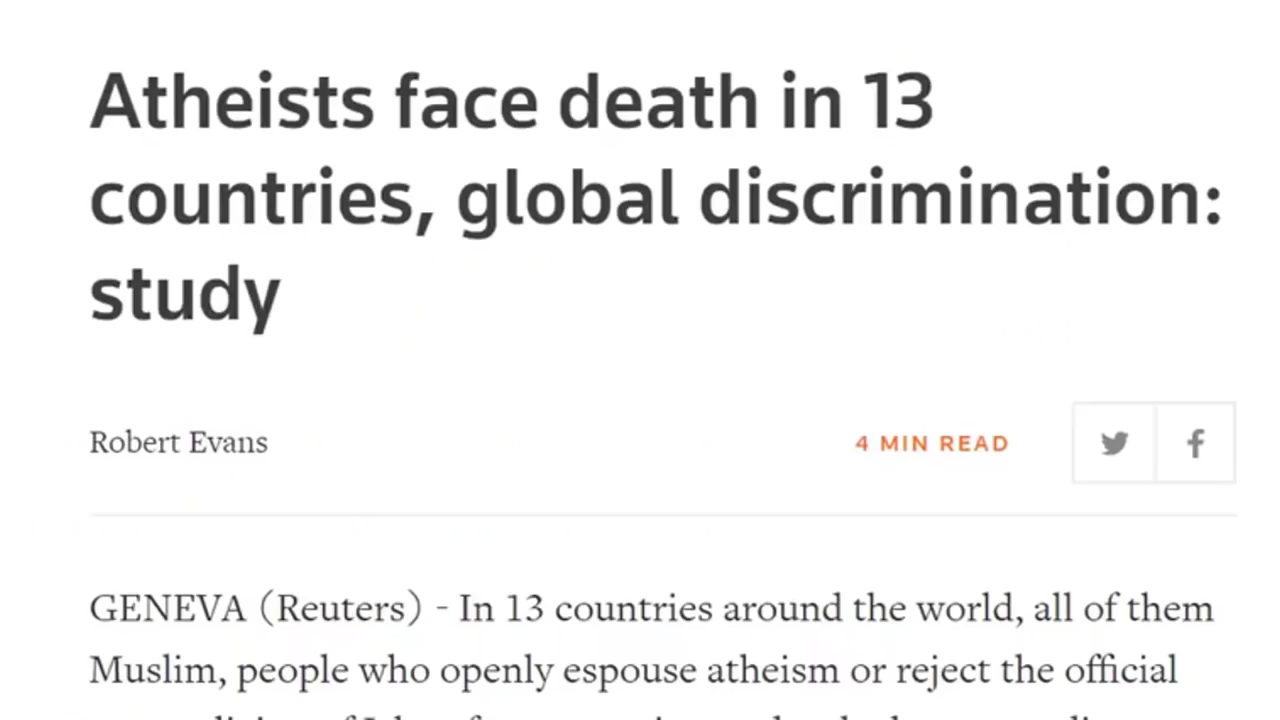 Atheists face death in 13
countries, global discrimination:
study
Robert Evans
4 MIN READ
GENEVA (Reuters) - In 13 countries around the world, all of them
Muslim, people who openly espouse atheism or reject the official